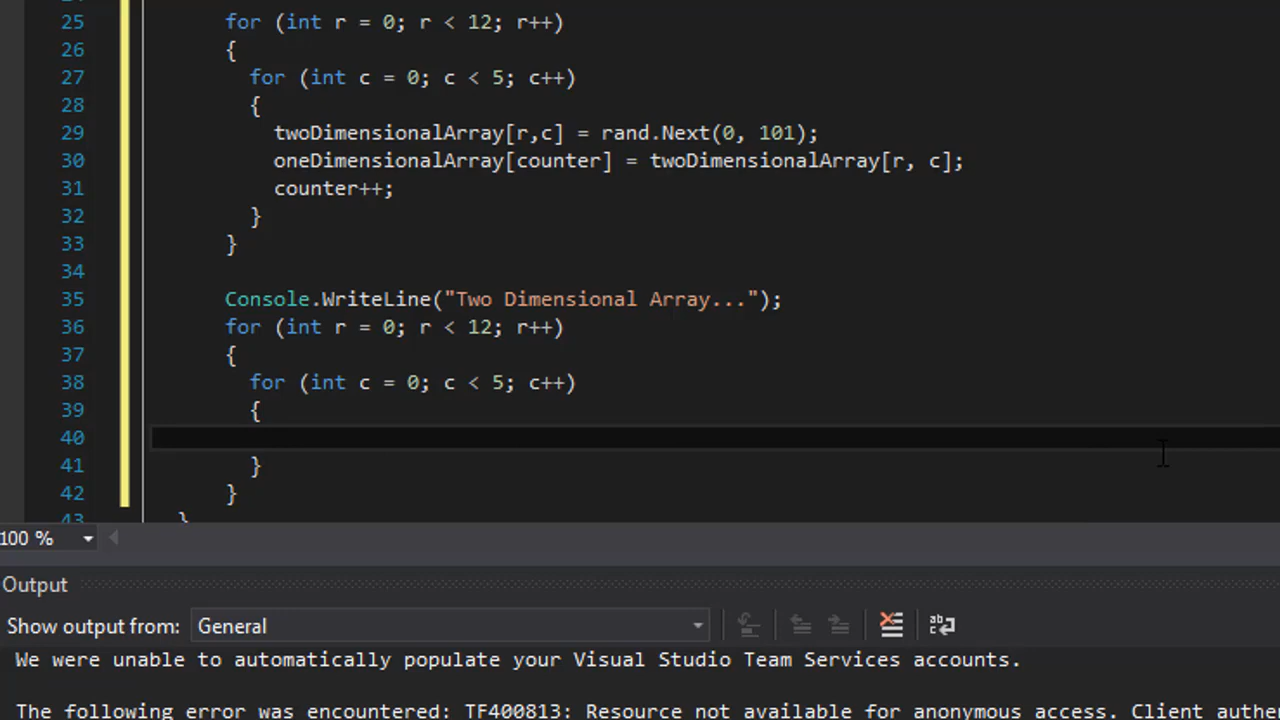 25 for (int r = 0; r < 12; r++)
26 {
27 for (int c = 0; c < 5; c++)
28 {
29 twoDimensionalArray[r,c] = rand.Next(0, 101);
30 oneDimensionalArray[counter] = twoDimensionalArray[r, c];
31 counter++;
32 }
33 }
34
35 Console.WriteLine("Two Dimensional Array...");
36 for (int r = 0; r < 12; r++)
37 {
38 for (int c = 0; c < 5; c++)
39 {
40
41 }
42 }
43 }
100 %
Output
Show output from: General
We were unable to automatically populate your Visual Studio Team Services accounts.
The following error was encountered: TF400813: Resource not available for anonymous access. Client authe